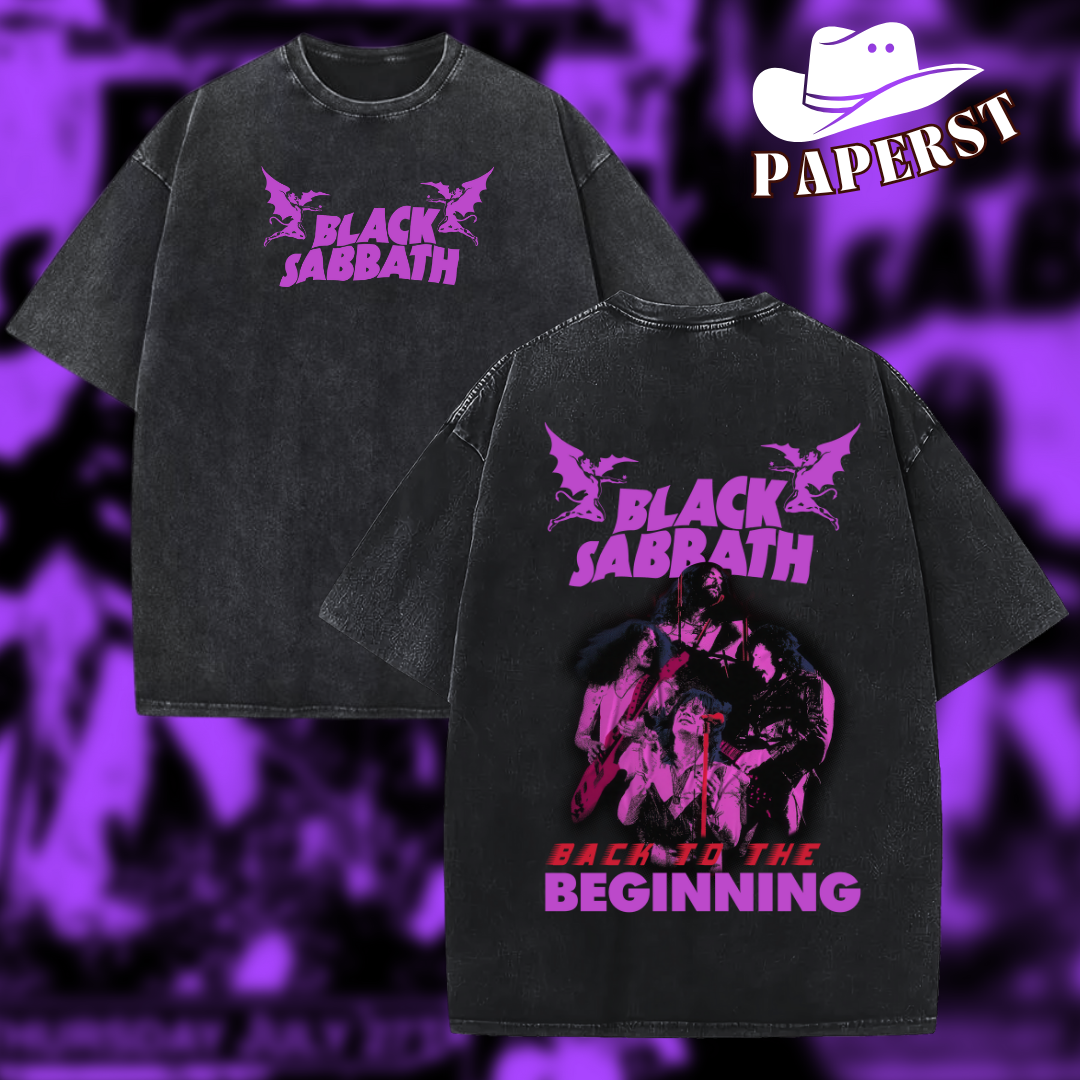 PAPERST
BLACK
SABBATH
BLACK
SABBATH
BACK TO THE
BEGINNING